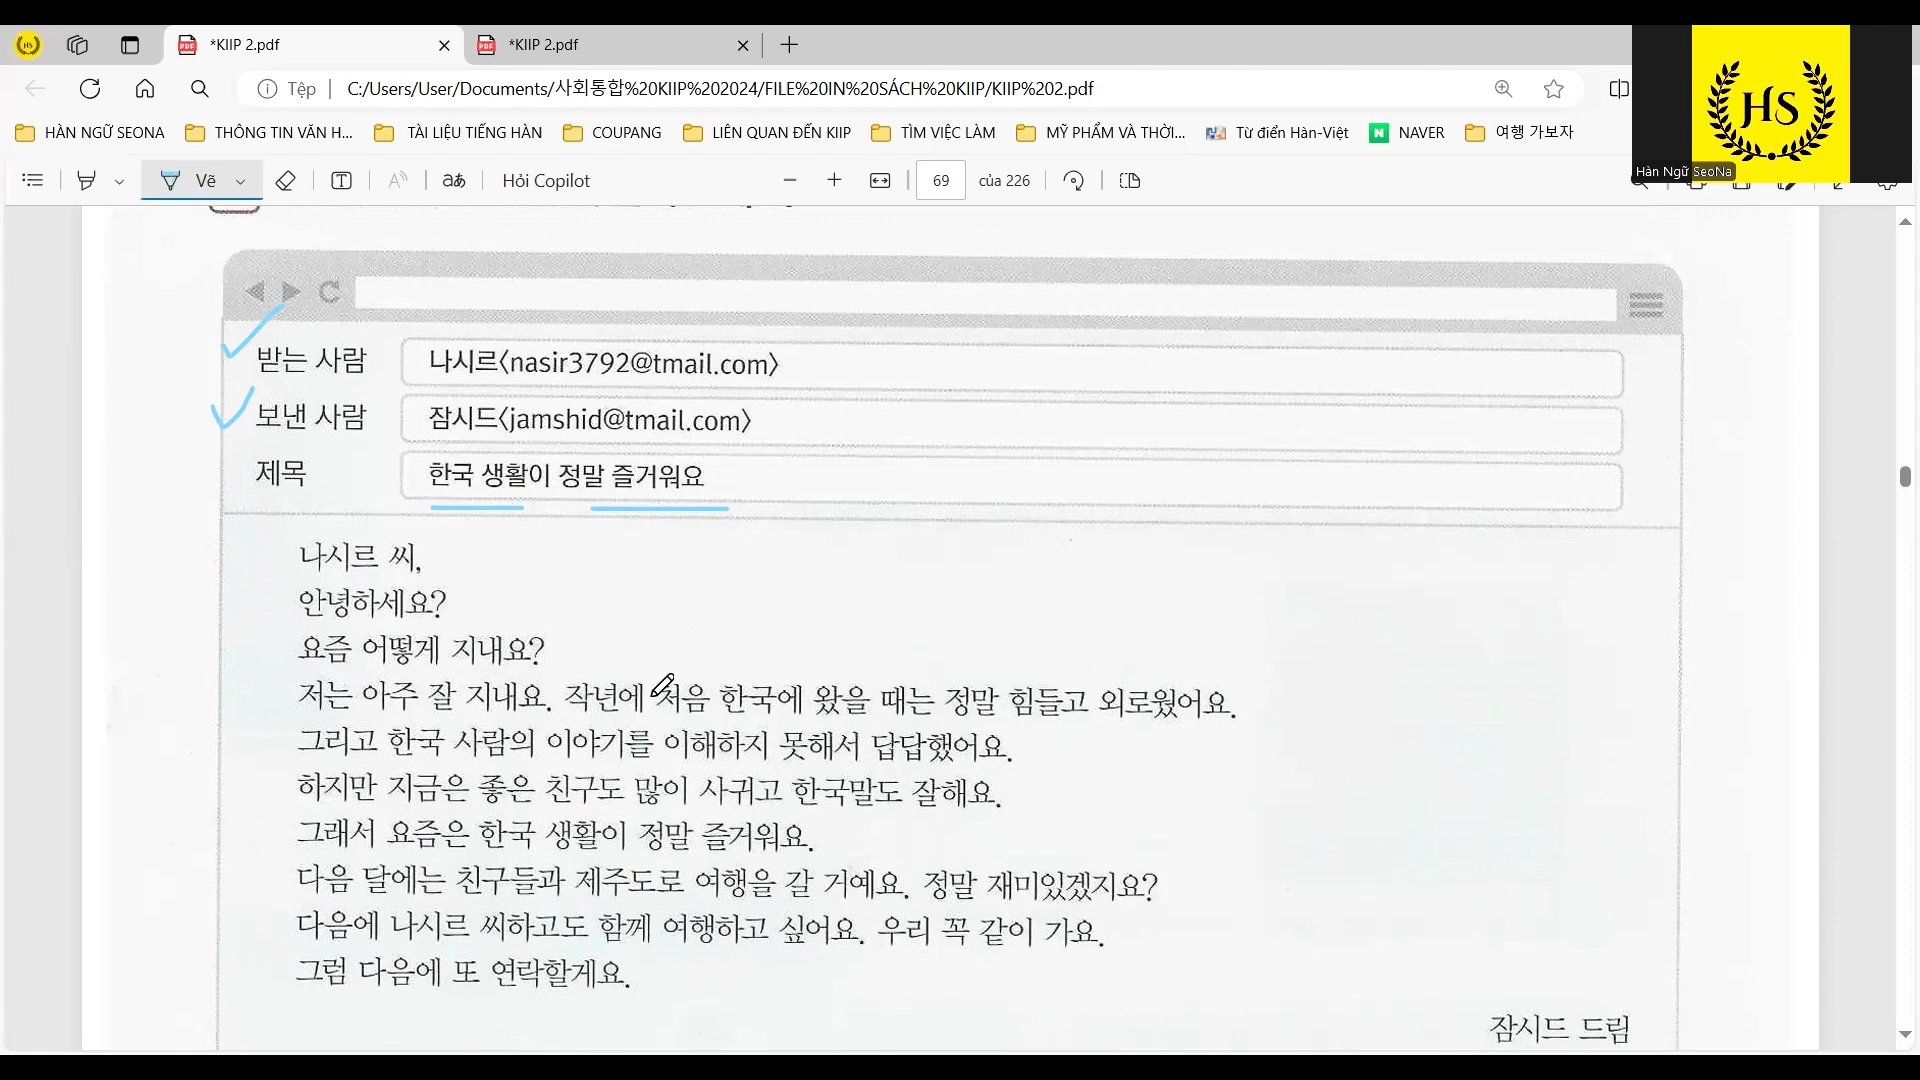 *KIIP 2.pdf
*KIIP 2.pdf
Tệp
C:/Users/User/Documents/사회통합%20KIIP%202024/FILE%20IN%20SÁCH%20KIIP/KIIP%202.pdf
HÀN NGỮ SEONA
THÔNG TIN VĂN H...
TÀI LIỆU TIẾNG HÀN
COUPANG
LIÊN QUAN ĐẾN KIIP
TÌM VIỆC LÀM
MỸ PHẨM VÀ THỜI...
Từ điển Hàn-Việt
NAVER
여행 가보자
HS
Hàn Ngữ SeoNa
Vẽ
Hỏi Copilot
69
của 226
받는 사람
나시르〈nasir3792@tmail.com〉
보낸 사람
잠시드〈jamshid@tmail.com〉
제목
한국 생활이 정말 즐거워요
나시르 씨,
안녕하세요?
요즘 어떻게 지내요?
저는 아주 잘 지내요. 작년에 처음 한국에 왔을 때는 정말 힘들고 외로웠어요.
그리고 한국 사람의 이야기를 이해하지 못해서 답답했어요.
하지만 지금은 좋은 친구도 많이 사귀고 한국말도 잘해요.
그래서 요즘은 한국 생활이 정말 즐거워요.
다음 달에는 친구들과 제주도로 여행을 갈 거예요. 정말 재미있겠지요?
다음에 나시르 씨하고도 함께 여행하고 싶어요. 우리 꼭 같이 가요.
그럼 다음에 또 연락할게요.
잠시드 드림